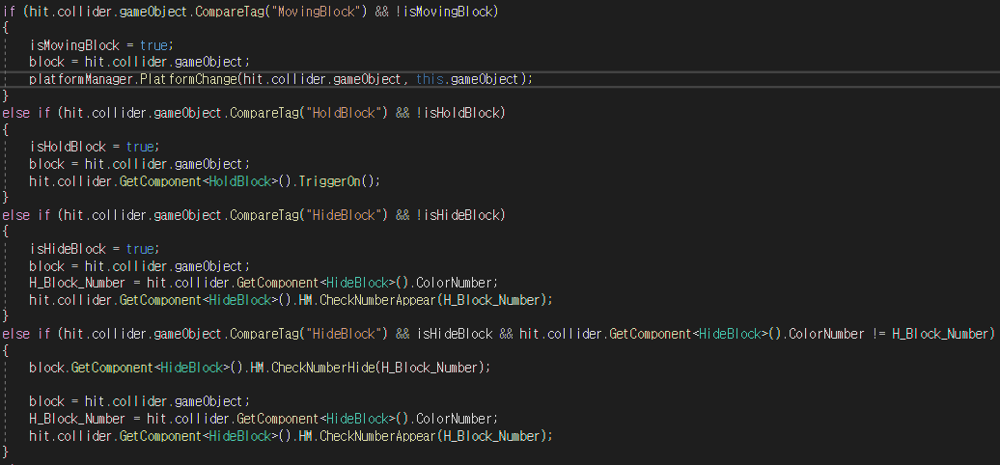 if (hit.collider.gameObject.CompareTag("MovingBlock") && !isMovingBlock)
{
isMovingBlock = true;
block = hit.collider.gameObject;
platformManager.PlatformChange(hit.collider.gameObject, this.gameObject);
}
else if (hit.collider.gameObject.CompareTag("HoldBlock") && !isHoldBlock)
{
isHoldBlock = true;
block = hit.collider.gameObject;
hit.collider.GetComponent<HoldBlock>().TriggerOn();
}
else if (hit.collider.gameObject.CompareTag("HideBlock") && !isHideBlock)
{
isHideBlock = true;
block = hit.collider.gameObject;
H_Block_Number = hit.collider.GetComponent<HideBlock>().ColorNumber;
hit.collider.GetComponent<HideBlock>().HM.CheckNumberAppear(H_Block_Number);
}
else if (hit.collider.gameObject.CompareTag("HideBlock") && isHideBlock && hit.collider.GetComponent<HideBlock>().ColorNumber != H_Block_Number)
{
block.GetComponent<HideBlock>().HM.CheckNumberHide(H_Block_Number);
block = hit.collider.gameObject;
H_Block_Number = hit.collider.GetComponent<HideBlock>().ColorNumber;
hit.collider.GetComponent<HideBlock>().HM.CheckNumberAppear(H_Block_Number);
}